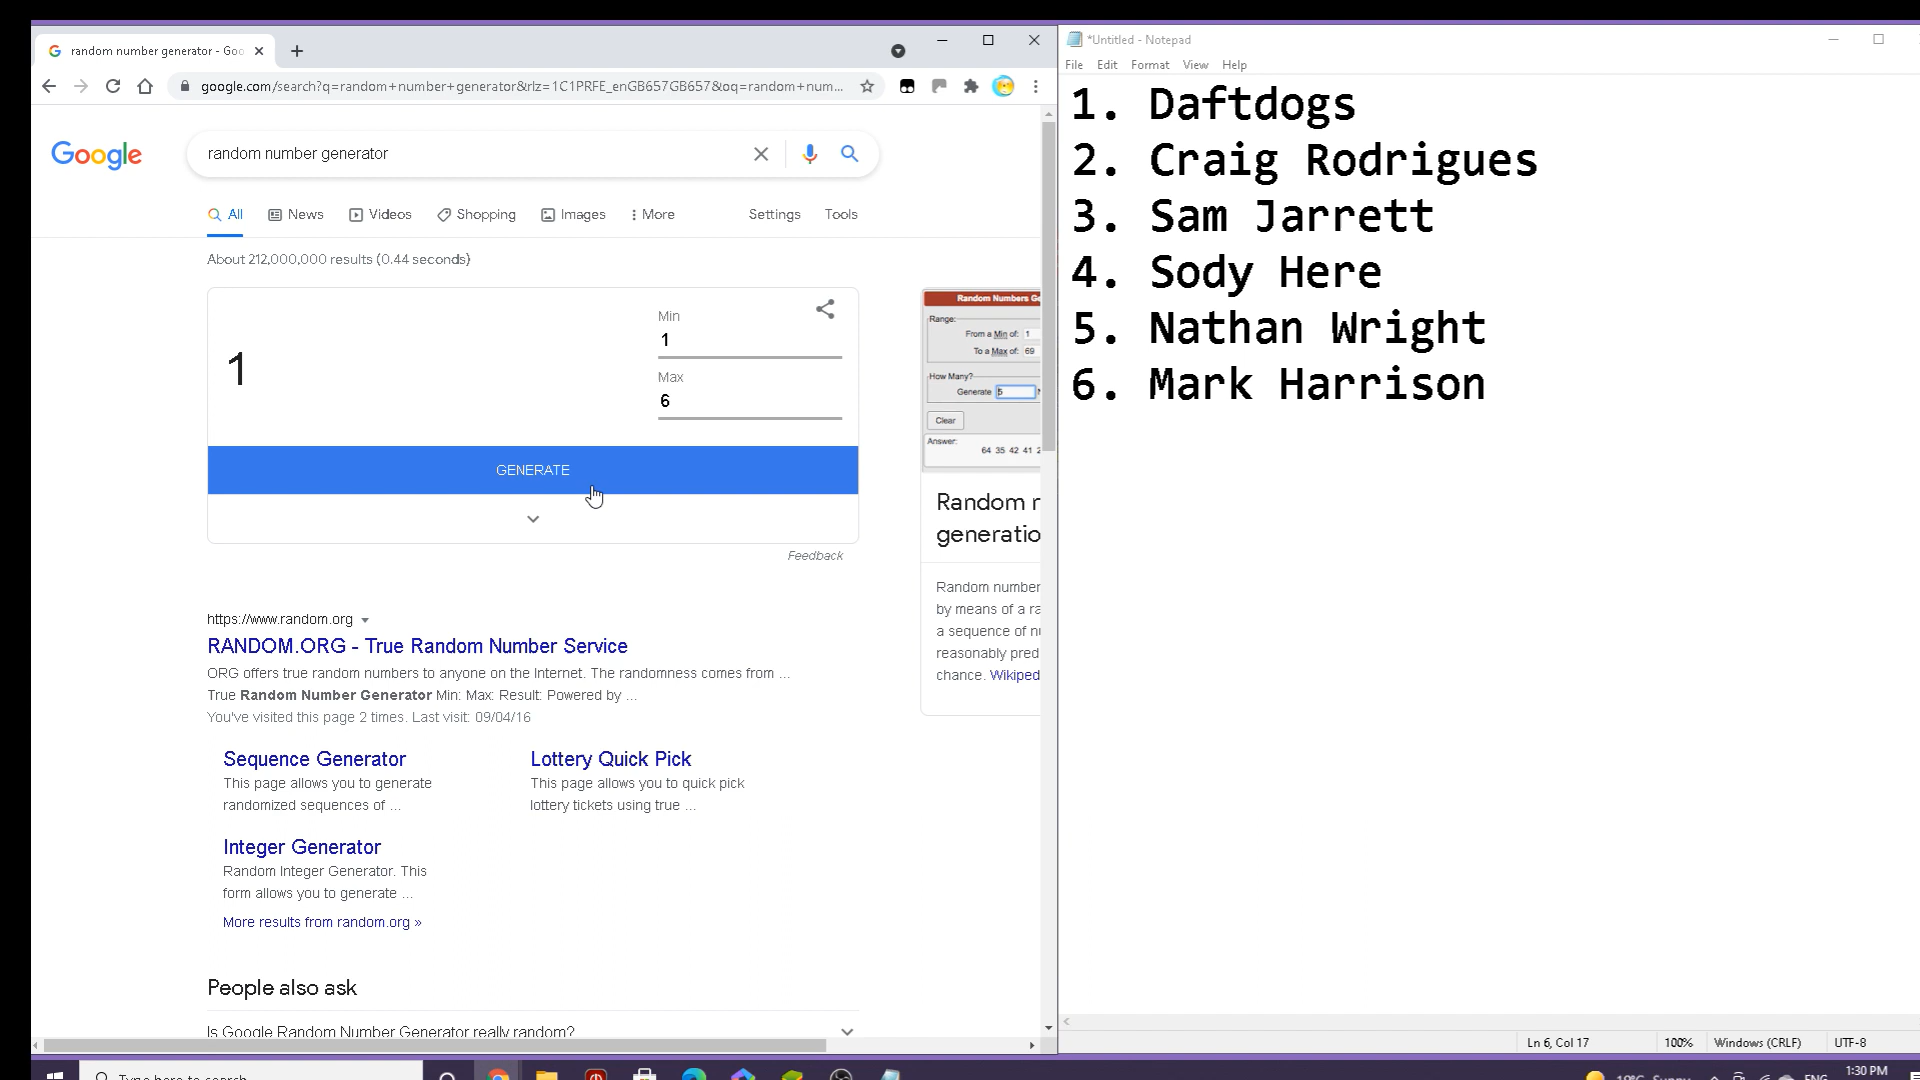 random number generator - Goo
*Untitled - Notepad
File Edit Format View Help
google.com/search?q=random+number+generator&rlz=1C1PRFE_enGB657GB657&oq=random+num...
Google
random number generator
All News Videos Shopping Images More Settings Tools
About 212,000,000 results (0.44 seconds)
1
Min
1
Max
6
GENERATE
Feedback
https://www.random.org
RANDOM.ORG - True Random Number Service
ORG offers true random numbers to anyone on the Internet. The randomness comes from ...
True Random Number Generator Min: Max: Result: Powered by ...
You've visited this page 2 times. Last visit: 09/04/16
Sequence Generator
This page allows you to generate
randomized sequences of ...
Lottery Quick Pick
This page allows you to quick pick
lottery tickets using true ...
Integer Generator
Random Integer Generator. This
form allows you to generate ...
More results from random.org »
People also ask
Is Google Random Number Generator really random?
Random Numbers Ge
Range:
From a Min of: 1
To a Max of: 69
How Many?
Generate 5
Clear
Answer:
64 35 42 41 2
Random
generatio
Random number
by means of a ra
a sequence of
reasonably pred
chance. Wikiped
1. Daftdogs
2. Craig Rodrigues
3. Sam Jarrett
4. Sody Here
5. Nathan Wright
6. Mark Harrison
Ln 6, Col 17 100% Windows (CRLF) UTF-8
Type here to search
19°C Sunny ENG 1:30 PM